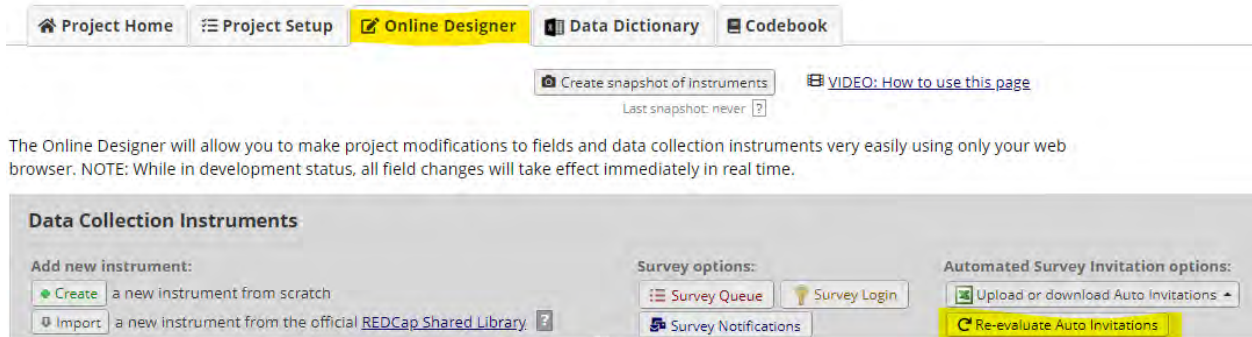 Project Home Project Setup Online Designer Data Dictionary Codebook
Create snapshot of instruments VIDEO: How to use this page
Last snapshot: never ?
The Online Designer will allow you to make project modifications to fields and data collection instruments very easily using only your web
browser. NOTE: While in development status, all field changes will take effect immediately in real time.
Data Collection Instruments
Add new instrument: Survey options: Automated Survey Invitation options:
Create a new instrument from scratch Survey Queue Survey Login Upload or download Auto Invitations
Import a new instrument from the official REDCap Shared Library ? Survey Notifications Re-evaluate Auto Invitations